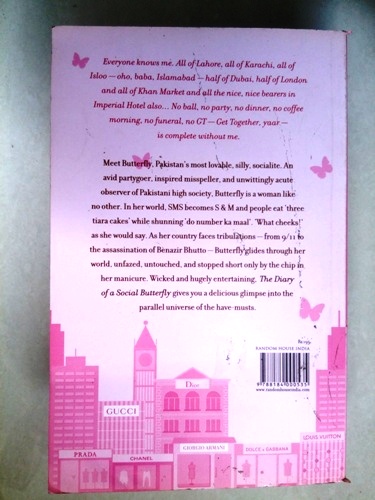 Everyone knows me. All of Lahore, all of Karachi, all of
Isloo — oho, baba, Islamabad — half of Dubai, half of London
and all of Khan Market and all the nice, nice bearers in
Imperial Hotel also... No ball, no party, no dinner, no coffee
morning, no funeral, no GT — Get Together, yaar —
is complete without me.
Meet Butterfly, Pakistan's most lovable, silly, socialite. An
avid partygoer, inspired misspeller, and unwittingly acute
observer of Pakistani high society, Butterfly is a woman like
no other. In her world, SMS becomes S & M and people eat 'three
tiara cakes' while shunning 'do number ka maal'. 'What cheeks!'
as she would say. As her country faces tribulations — from 9/11 to
the assassination of Benazir Bhutto — Butterfly glides through her
world, unfazed, untouched, and stopped short only by the chip in
her manicure. Wicked and hugely entertaining, The Diary
of a Social Butterfly gives you a delicious glimpse into the
parallel universe of the have-musts.
RANDOM HOUSE INDIA
9 788184 000535
www.randomhouseindia.com
Dior
GUCCI
PRADA
CHANEL
GIORGIO ARMANI
DOLCE & GABBANA
LOUIS VUITTON